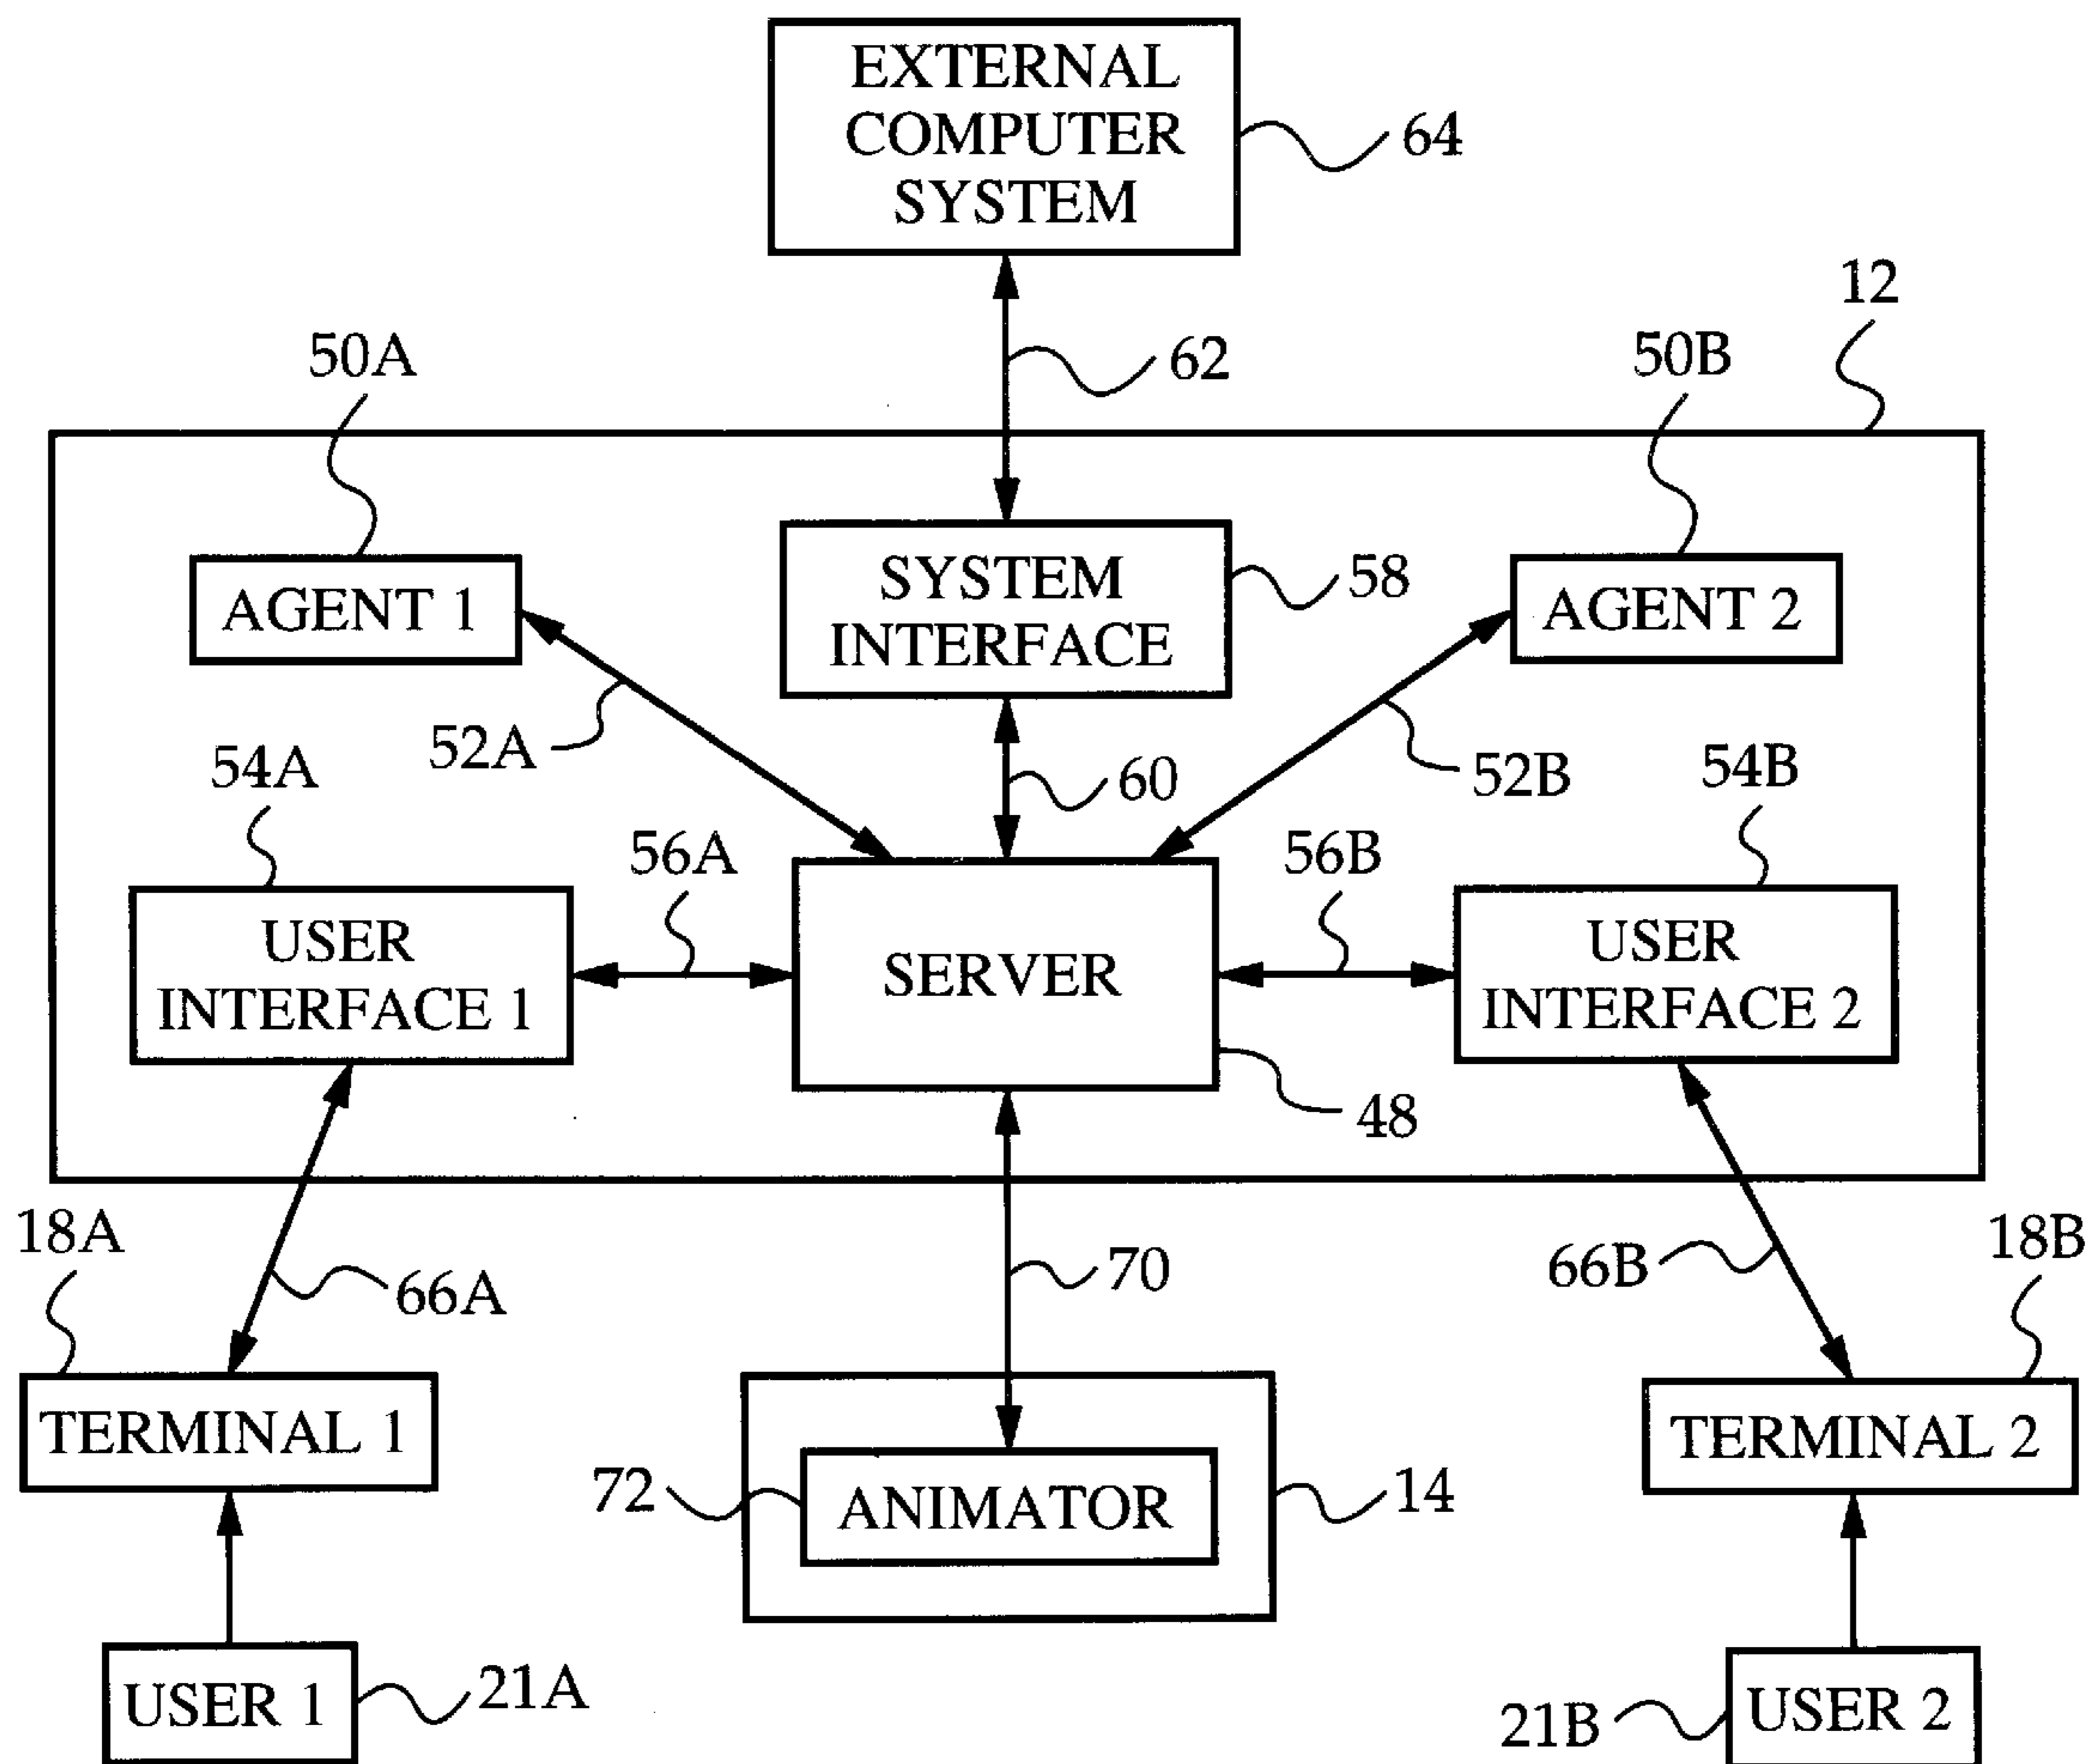 EXTERNAL
COMPUTER
SYSTEM
64
12
62
50A
50B
AGENT 1
SYSTEM
INTERFACE
58
AGENT 2
52A
52B
54A
60
54B
56A
56B
USER
INTERFACE 1
SERVER
USER
INTERFACE 2
48
18A
66A
70
66B
18B
TERMINAL 1
TERMINAL 2
72
ANIMATOR
14
USER 1
21A
21B
USER 2